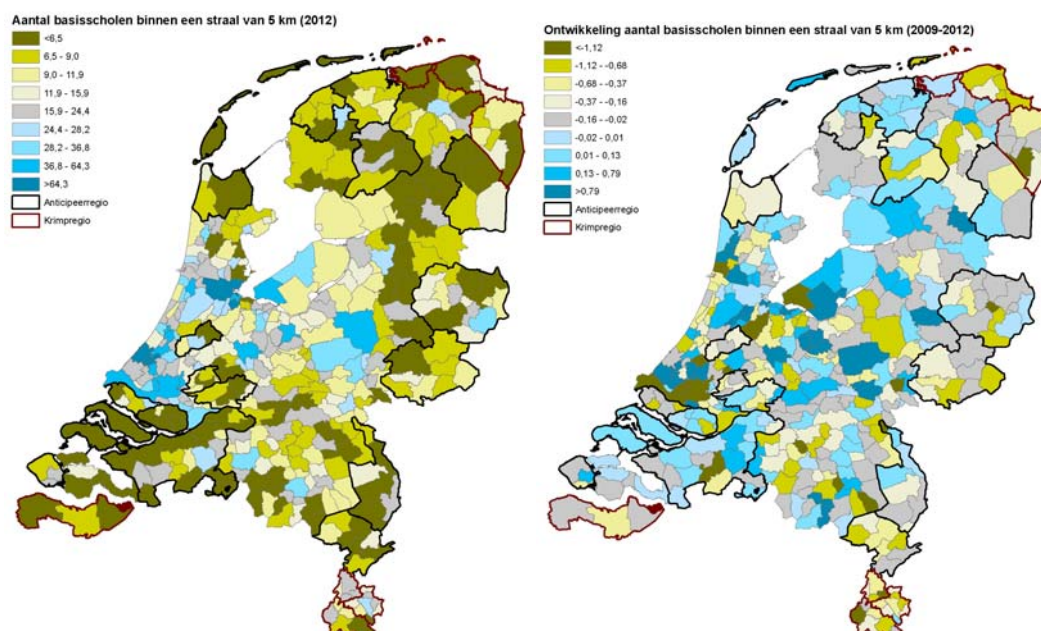 Aantal basisscholen binnen een straal van 5 km (2012)
<6,5
6,5 - 9,0
9,0 - 11,9
11,9 - 15,9
15,9 - 24,4
24,4 - 28,2
28,2 - 36,8
36,8 - 64,3
>64,3
Anticipeerregio
Krimpregio
Ontwikkeling aantal basisscholen binnen een straal van 5 km (2009-2012)
<-1,12
-1,12 - -0,68
-0,68 - -0,37
-0,37 - -0,16
-0,16 - -0,02
-0,02 - 0,01
0,01 - 0,13
0,13 - 0,79
>0,79
Anticipeerregio
Krimpregio